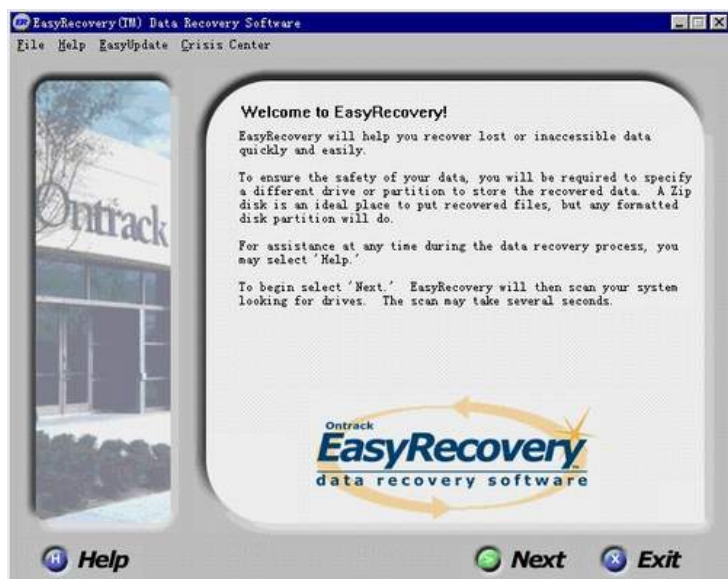 EasyRecovery(TM) Data Recovery Software
File Help EasyUpdate Crisis Center
Ontrack
Welcome to EasyRecovery!
EasyRecovery will help you recover lost or inaccessible data
quickly and easily.
To ensure the safety of your data, you will be required to specify
a different drive or partition to store the recovered data. A Zip
disk is an ideal place to put recovered files, but any formatted
disk partition will do.
For assistance at any time during the data recovery process, you
may select 'Help.'
To begin select 'Next.' EasyRecovery will then scan your system
looking for drives. The scan may take several seconds.
Ontrack
EasyRecovery™
data recovery software
H Help
> Next
X Exit